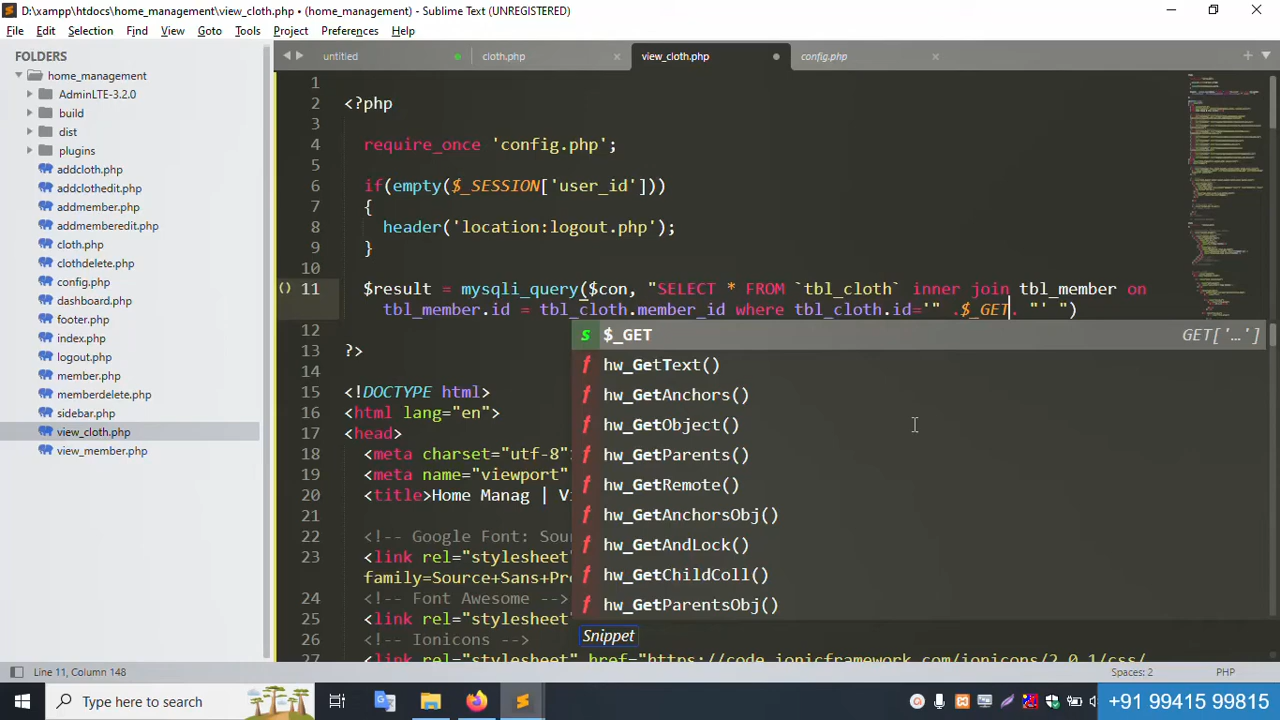 D:\xampp\htdocs\home_management\view_cloth.php • (home_management) - Sublime Text (UNREGISTERED)
File Edit Selection Find View Goto Tools Project Preferences Help
FOLDERS
home_management
AdminLTE-3.2.0
build
dist
plugins
addcloth.php
addclothedit.php
addmember.php
addmemberedit.php
cloth.php
clothdelete.php
config.php
dashboard.php
footer.php
index.php
logout.php
member.php
memberdelete.php
sidebar.php
view_cloth.php
view_member.php
untitled cloth.php view_cloth.php config.php
1
2 <?php
3
4 require_once 'config.php';
5
6 if(empty($_SESSION['user_id']))
7 {
8 header('location:logout.php');
9 }
10
11 $result = mysqli_query($con, "SELECT * FROM `tbl_cloth` inner join tbl_member on
tbl_member.id = tbl_cloth.member_id where tbl_cloth.id='" .$_GET. "' ")
12
13 ?>
14
15 <!DOCTYPE html>
16 <html lang="en">
17 <head>
18 <meta charset="utf-8">
19 <meta name="viewport"
20 <title>Home Manag | Vi
21
22 <!-- Google Font: Sour
23 <link rel="stylesheet"
family=Source+Sans+Pro
24 <!-- Font Awesome -->
25 <link rel="stylesheet"
26 <!-- Ionicons -->
27 <link rel="stylesheet" href="https://code.ionicframework.com/ionicons/2.0.1/css/
s $_GET GET['…']
f hw_GetText()
f hw_GetAnchors()
f hw_GetObject()
f hw_GetParents()
f hw_GetRemote()
f hw_GetAnchorsObj()
f hw_GetAndLock()
f hw_GetChildColl()
f hw_GetParentsObj()
Snippet
Line 11, Column 148 Spaces: 2 PHP
Type here to search
+91 99415 99815